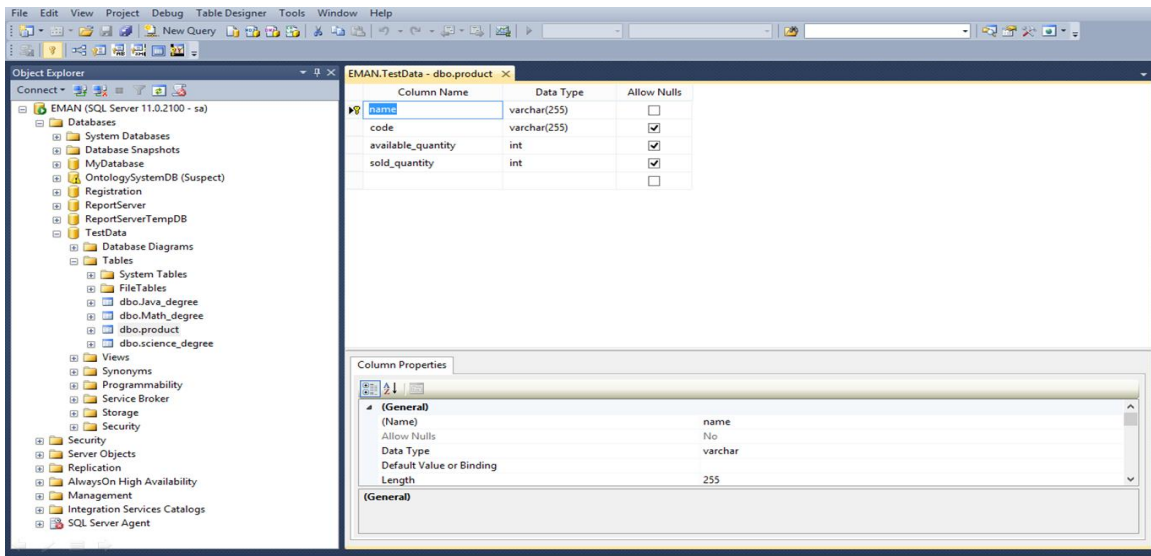 File Edit View Project Debug Table Designer Tools Window Help
New Query
Object Explorer
Connect
EMAN (SQL Server 11.0.2100 - sa)
Databases
System Databases
Database Snapshots
MyDatabase
OntologySystemDB (Suspect)
Registration
ReportServer
ReportServerTempDB
TestData
Database Diagrams
Tables
System Tables
FileTables
dbo.Java_degree
dbo.Math_degree
dbo.product
dbo.science_degree
Views
Synonyms
Programmability
Service Broker
Storage
Security
Security
Server Objects
Replication
AlwaysOn High Availability
Management
Integration Services Catalogs
SQL Server Agent
EMAN.TestData - dbo.product
Column Name Data Type Allow Nulls
name varchar(255)
code varchar(255)
available_quantity int
sold_quantity int
Column Properties
(General)
(Name) name
Allow Nulls No
Data Type varchar
Default Value or Binding
Length 255
(General)